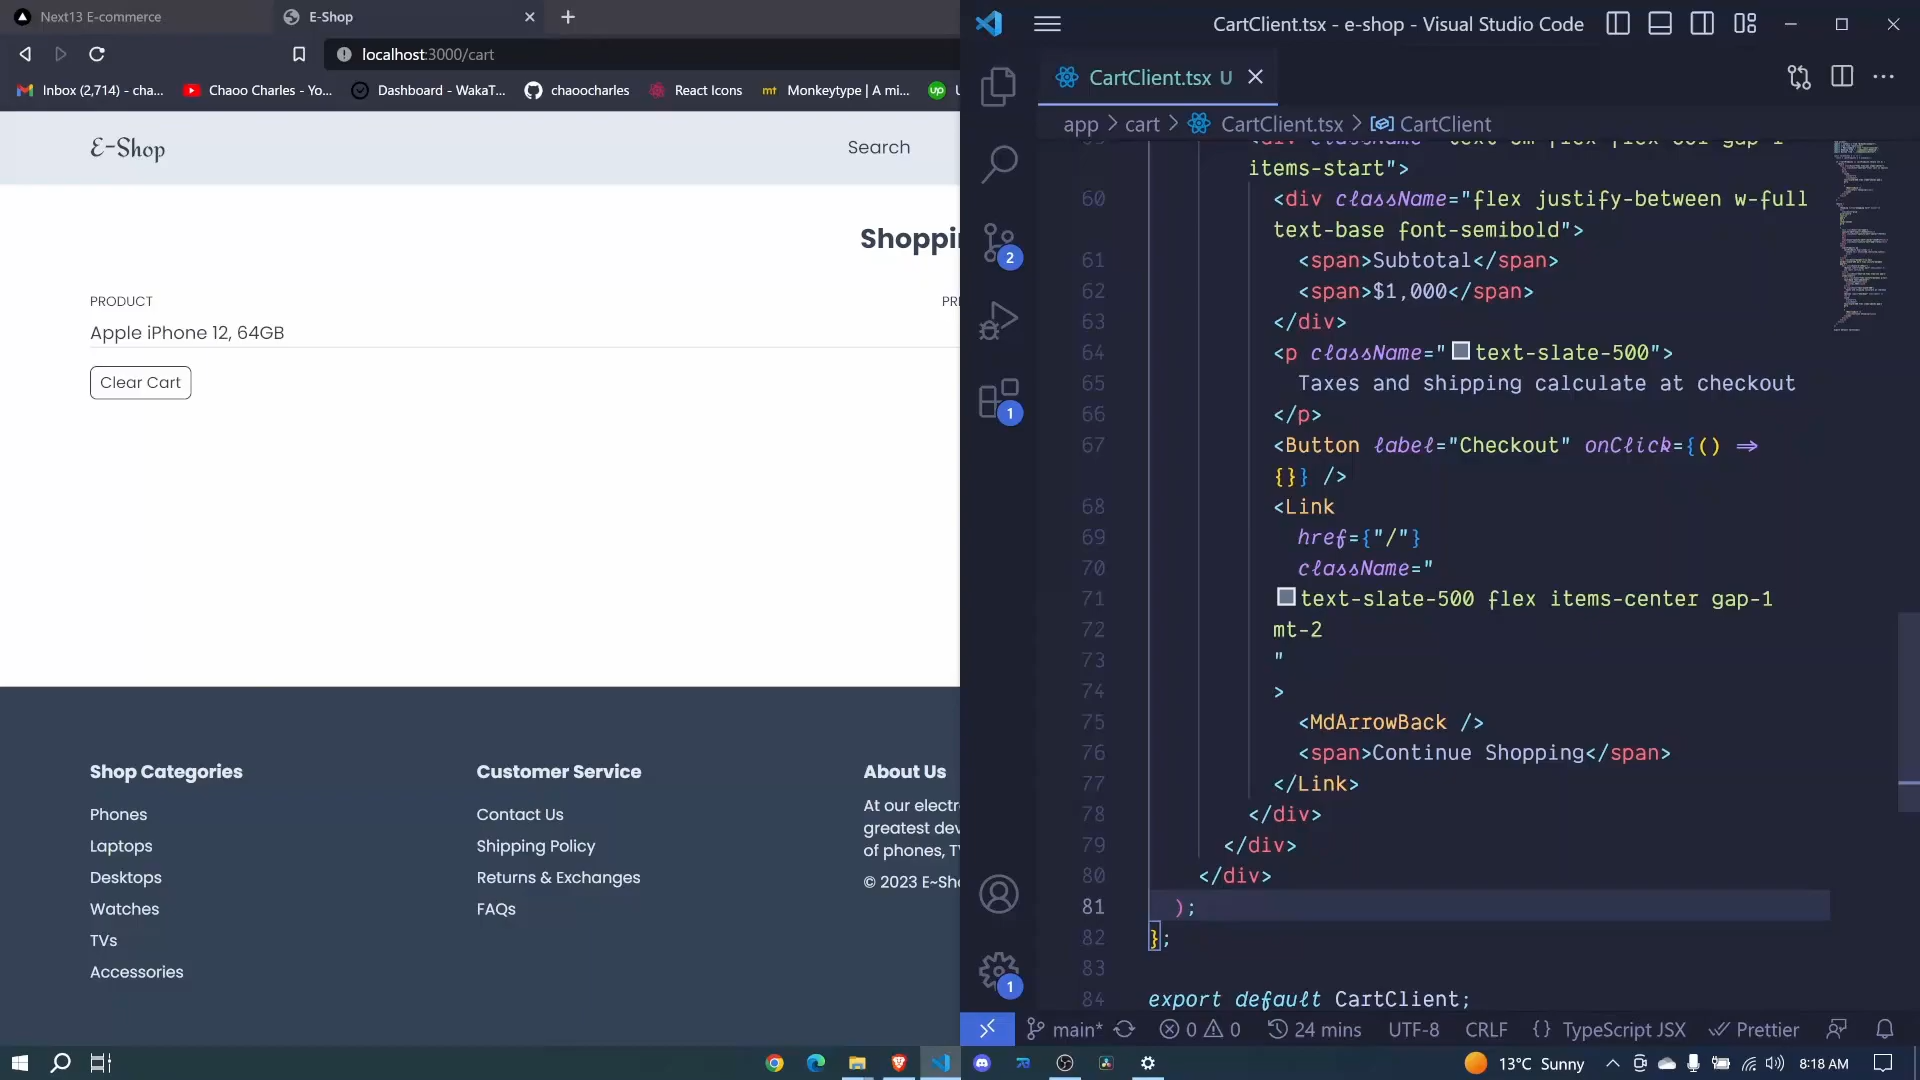 Next13 E-commerce
E-Shop
localhost:3000/cart
Inbox (2,714) - cha...
Chaoo Charles - Yo...
Dashboard - WakaT...
chaoocharles
React Icons
mt
Monkeytype | A mi...
up
E~Shop
Search
Shoppi
PRODUCT
Apple iPhone 12, 64GB
Clear Cart
Shop Categories
Phones
Laptops
Desktops
Watches
TVs
Accessories
Customer Service
Contact Us
Shipping Policy
Returns & Exchanges
FAQs
About Us
At our electr
greatest dev
of phones, T
© 2023 E~Sh
CartClient.tsx - e-shop - Visual Studio Code
CartClient.tsx U
app > cart > CartClient.tsx > CartClient
2
1
1
items-start">
60 <div className="flex justify-between w-full
text-base font-semibold">
61 <span>Subtotal</span>
62 <span>$1,000</span>
63 </div>
64 <p className="text-slate-500">
65 Taxes and shipping calculate at checkout
66 </p>
67 <Button label="Checkout" onClick={() =>
{}} />
68 <Link
69 href={"/"}
70 className="
71 text-slate-500 flex items-center gap-1
72 mt-2
73 "
74 >
75 <MdArrowBack />
76 <span>Continue Shopping</span>
77 </Link>
78 </div>
79 </div>
80 </div>
81 );
82 };
83
84 export default CartClient;
main* 0 0 24 mins UTF-8 CRLF {} TypeScript JSX Prettier
13°C Sunny 8:18 AM